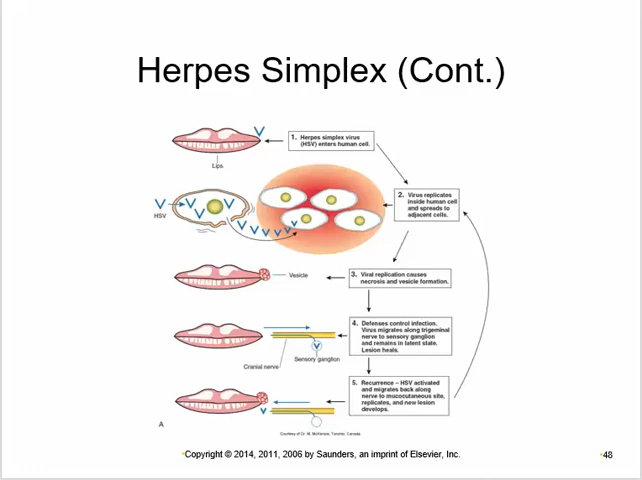 Herpes Simplex (Cont.)
V
1. Herpes simplex virus
(HSV) enters human cell.
Lips
2. Virus replicates
inside human cell
and spreads to
adjacent cells.
V
HSV
V
V
V
V
V V V V V V
3. Viral replication causes
necrosis and vesicle formation.
Vesicle
4. Defenses control infection.
Virus migrates along trigeminal
nerve to sensory ganglion
and remains in latent state.
Lesion heals.
V
Sensory ganglion
Cranial nerve
5. Recurrence – HSV activated
and migrates back along
nerve to mucocutaneous site,
replicates, and new lesion
develops.
V
A
Courtesy of Dr. M. McKenzie, Toronto, Canada.
Copyright © 2014, 2011, 2006 by Saunders, an imprint of Elsevier, Inc.
48